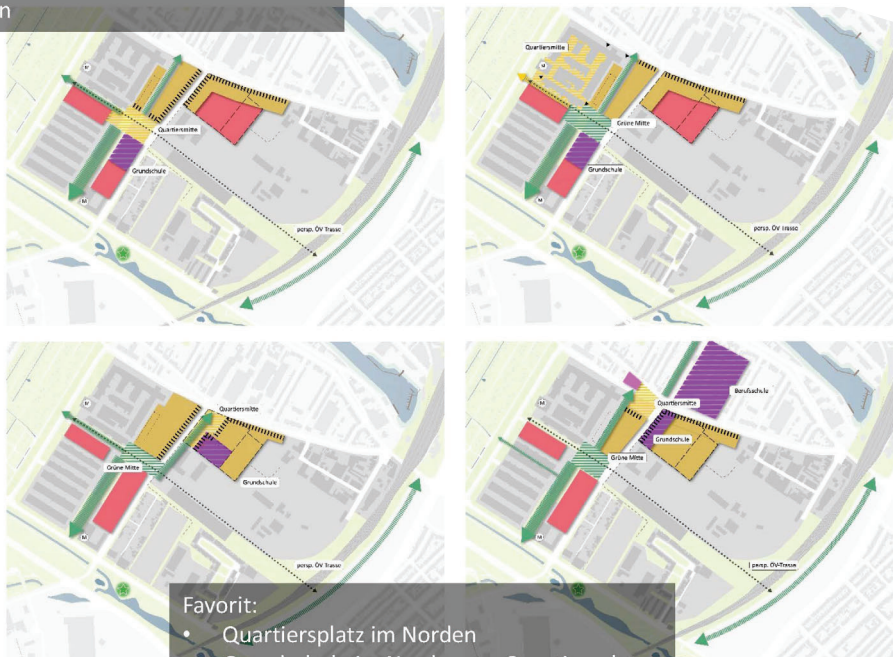 n
M
Quartiersmitte
Grundschule
M
persp. ÖV Trasse
Quartiersmitte
M
Grüne Mitte
Grundschule
M
persp. ÖV Trasse
M
Quartiersmitte
Grüne Mitte
Grundschule
M
persp. ÖV Trasse
Berufsschule
M
Quartiersmitte
Grundschule
Grüne Mitte
M
persp. ÖV-Trasse
Favorit:
• Quartiersplatz im Norden